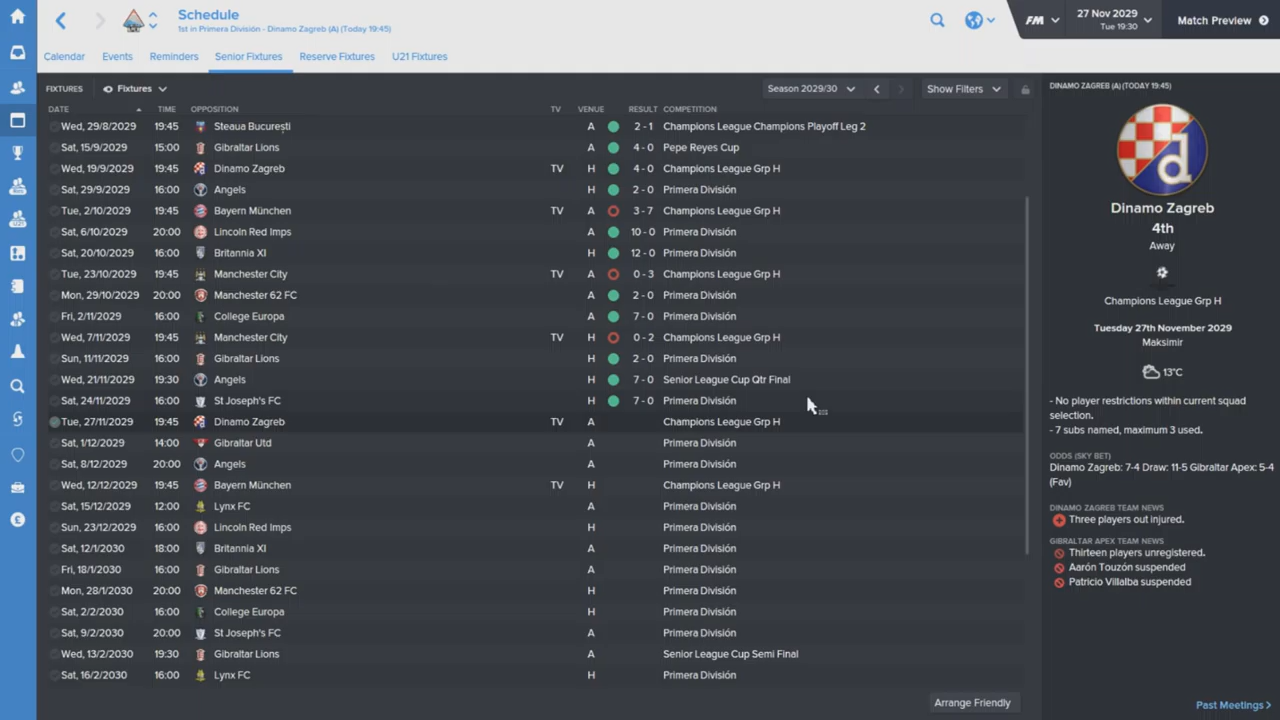 Schedule
1st in Primera División - Dinamo Zagreb (A) (Today 19:45)
FM
27 Nov 2029
Tue 19:30
Match Preview
Calendar Events Reminders Senior Fixtures Reserve Fixtures U21 Fixtures
FIXTURES Fixtures Season 2029/30 Show Filters
DATE TIME OPPOSITION TV VENUE RESULT COMPETITION
Wed, 29/8/2029 19:45 Steaua București A 2 - 1 Champions League Champions Playoff Leg 2
Sat, 15/9/2029 15:00 Gibraltar Lions A 4 - 0 Pepe Reyes Cup
Wed, 19/9/2029 19:45 Dinamo Zagreb TV H 4 - 0 Champions League Grp H
Sat, 29/9/2029 16:00 Angels H 2 - 0 Primera División
Tue, 2/10/2029 19:45 Bayern München TV A 3 - 7 Champions League Grp H
Sat, 6/10/2029 20:00 Lincoln Red Imps A 10 - 0 Primera División
Sat, 20/10/2029 16:00 Britannia XI H 12 - 0 Primera División
Tue, 23/10/2029 19:45 Manchester City TV A 0 - 3 Champions League Grp H
Mon, 29/10/2029 20:00 Manchester 62 FC A 2 - 0 Primera División
Fri, 2/11/2029 16:00 College Europa A 7 - 0 Primera División
Wed, 7/11/2029 19:45 Manchester City TV H 0 - 2 Champions League Grp H
Sun, 11/11/2029 16:00 Gibraltar Lions H 2 - 0 Primera División
Wed, 21/11/2029 19:30 Angels H 7 - 0 Senior League Cup Qtr Final
Sat, 24/11/2029 16:00 St Joseph's FC H 7 - 0 Primera División
Tue, 27/11/2029 19:45 Dinamo Zagreb TV A Champions League Grp H
Sat, 1/12/2029 14:00 Gibraltar Utd A Primera División
Sat, 8/12/2029 20:00 Angels A Primera División
Wed, 12/12/2029 19:45 Bayern München TV H Champions League Grp H
Sat, 15/12/2029 12:00 Lynx FC A Primera División
Sun, 23/12/2029 16:00 Lincoln Red Imps H Primera División
Sat, 12/1/2030 18:00 Britannia XI A Primera División
Fri, 18/1/2030 16:00 Gibraltar Lions A Primera División
Mon, 28/1/2030 20:00 Manchester 62 FC H Primera División
Sat, 2/2/2030 16:00 College Europa H Primera División
Sat, 9/2/2030 20:00 St Joseph's FC A Primera División
Wed, 13/2/2030 19:30 Gibraltar Lions A Senior League Cup Semi Final
Sat, 16/2/2030 16:00 Lynx FC H Primera División
Arrange Friendly
DINAMO ZAGREB (A) (TODAY 19:45)
d
Dinamo Zagreb
4th
Away
Champions League Grp H
Tuesday 27th November 2029
Maksimir
13°C
- No player restrictions within current squad
selection.
- 7 subs named, maximum 3 used.
ODDS (SKY BET)
Dinamo Zagreb: 7-4 Draw: 11-5 Gibraltar Apex: 5-4
(Fav)
DINAMO ZAGREB TEAM NEWS
Three players out injured.
GIBRALTAR APEX TEAM NEWS
Thirteen players unregistered.
Aarón Touzón suspended
Patricio Villalba suspended
Past Meetings >